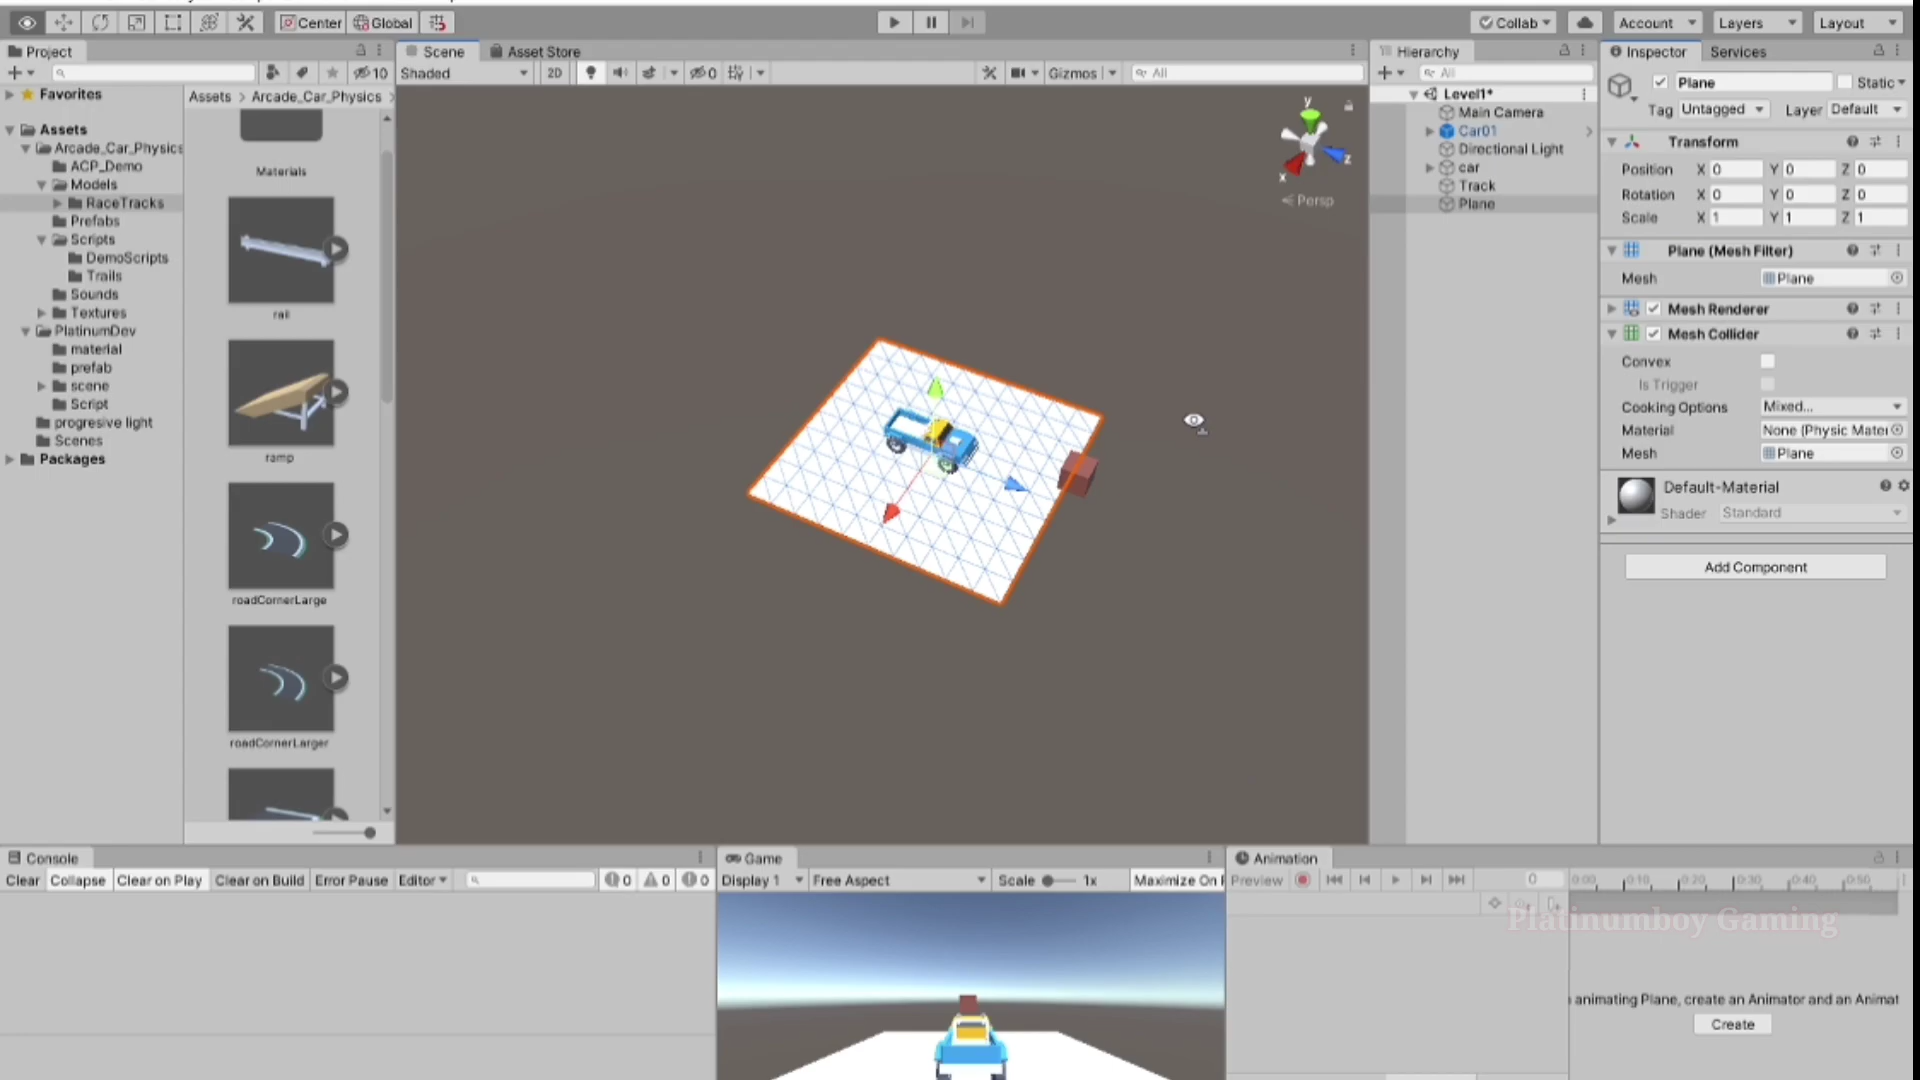 Center Global Collab Account Layers Layout
Project
10
Favorites
Assets
Arcade_Car_Physics
ACP_Demo
Models
RaceTracks
Prefabs
Scripts
DemoScripts
Trails
Sounds
Textures
PlatinumDev
material
prefab
scene
Script
progresive light
Scenes
Packages
Assets > Arcade_Car_Physics >
Materials
rail
ramp
roadCornerLarge
roadCornerLarger
Scene Asset Store
Shaded 2D 0 Gizmos All
y
z
x
Persp
Hierarchy
All
Level1*
Main Camera
Car01
Directional Light
car
Track
Plane
Inspector Services
Plane Static
Tag Untagged Layer Default
Transform
Position X 0 Y 0 Z 0
Rotation X 0 Y 0 Z 0
Scale X 1 Y 1 Z 1
Plane (Mesh Filter)
Mesh Plane
Mesh Renderer
Mesh Collider
Convex
Is Trigger
Cooking Options Mixed...
Material None (Physic Mater
Mesh Plane
Default-Material
Shader Standard
Add Component
Console
Clear Collapse Clear on Play Clear on Build Error Pause Editor 0 0 0
Game
Display 1 Free Aspect Scale 1x Maximize On
Animation
Preview 0 0:00 0:10 0:20 0:30 0:40 0:50
Platinumboy Gaming
animating Plane, create an Animator and an Animat
Create